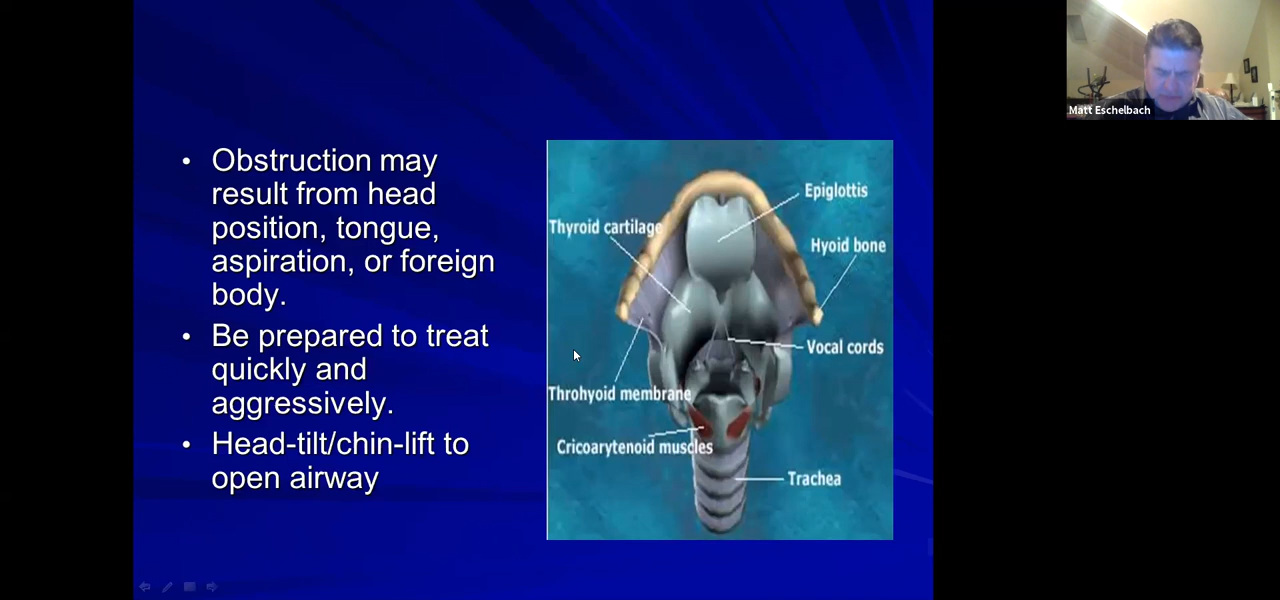 Matt Eschelbach
• Obstruction may
result from head
position, tongue,
aspiration, or foreign
body.
• Be prepared to treat
quickly and
aggressively.
• Head-tilt/chin-lift to
open airway
Epiglottis
Thyroid cartilage
Hyoid bone
Vocal cords
Throhyoid membrane
Cricoarytenoid muscles
Trachea